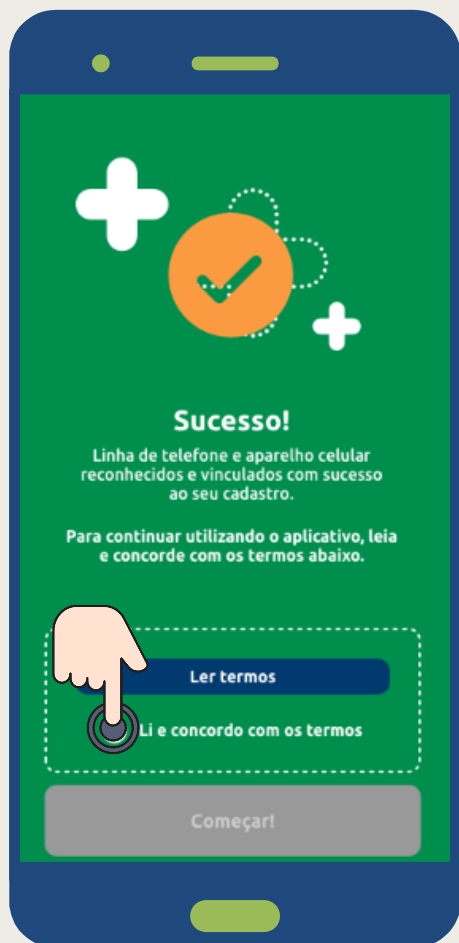 Sucesso!
Linha de telefone e aparelho celular
reconhecidos e vinculados com sucesso
ao seu cadastro.
Para continuar utilizando o aplicativo, leia
e concorde com os termos abaixo.
Ler termos
Li e concordo com os termos
Começar!